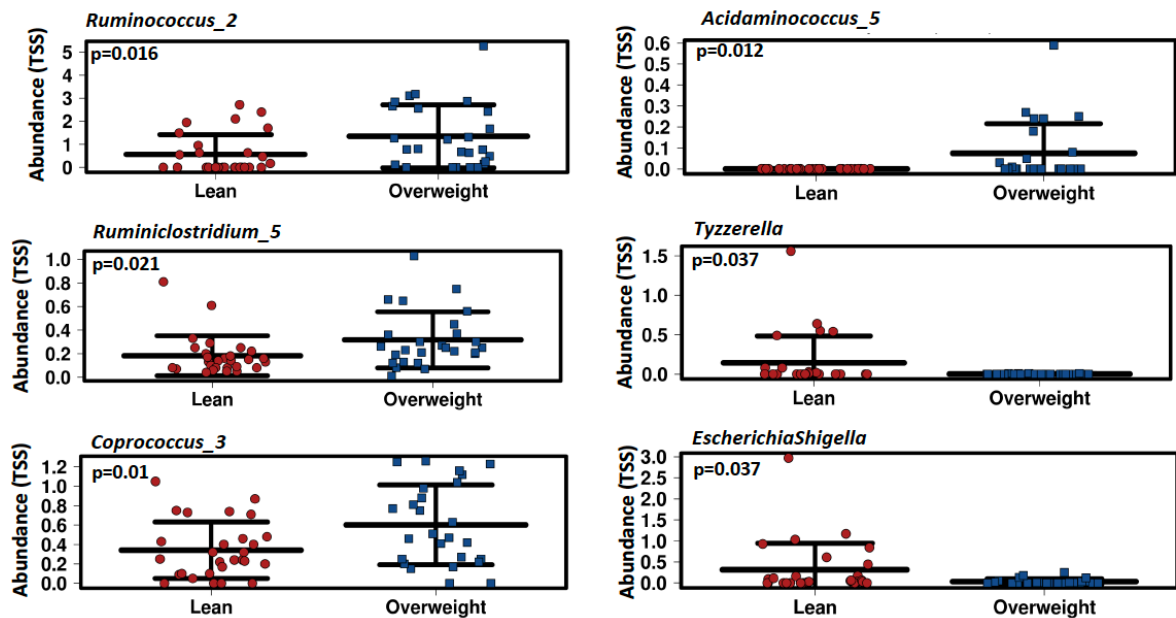 Ruminococcus_2
p=0.016
Abundance (TSS)
5
4
3
2
1
0
Lean
Overweight
Acidaminococcus_5
p=0.012
Abundance (TSS)
0.6
0.5
0.4
0.3
0.2
0.1
0.0
Lean
Overweight
Ruminiclostridium_5
p=0.021
Abundance (TSS)
1.0
0.8
0.6
0.4
0.2
0.0
Lean
Overweight
Tyzzerella
p=0.037
Abundance (TSS)
1.5
1.0
0.5
0.0
Lean
Overweight
Coprococcus_3
p=0.01
Abundance (TSS)
1.2
1.0
0.8
0.6
0.4
0.2
0.0
Lean
Overweight
EscherichiaShigella
p=0.037
Abundance (TSS)
3.0
2.5
2.0
1.5
1.0
0.5
0.0
Lean
Overweight